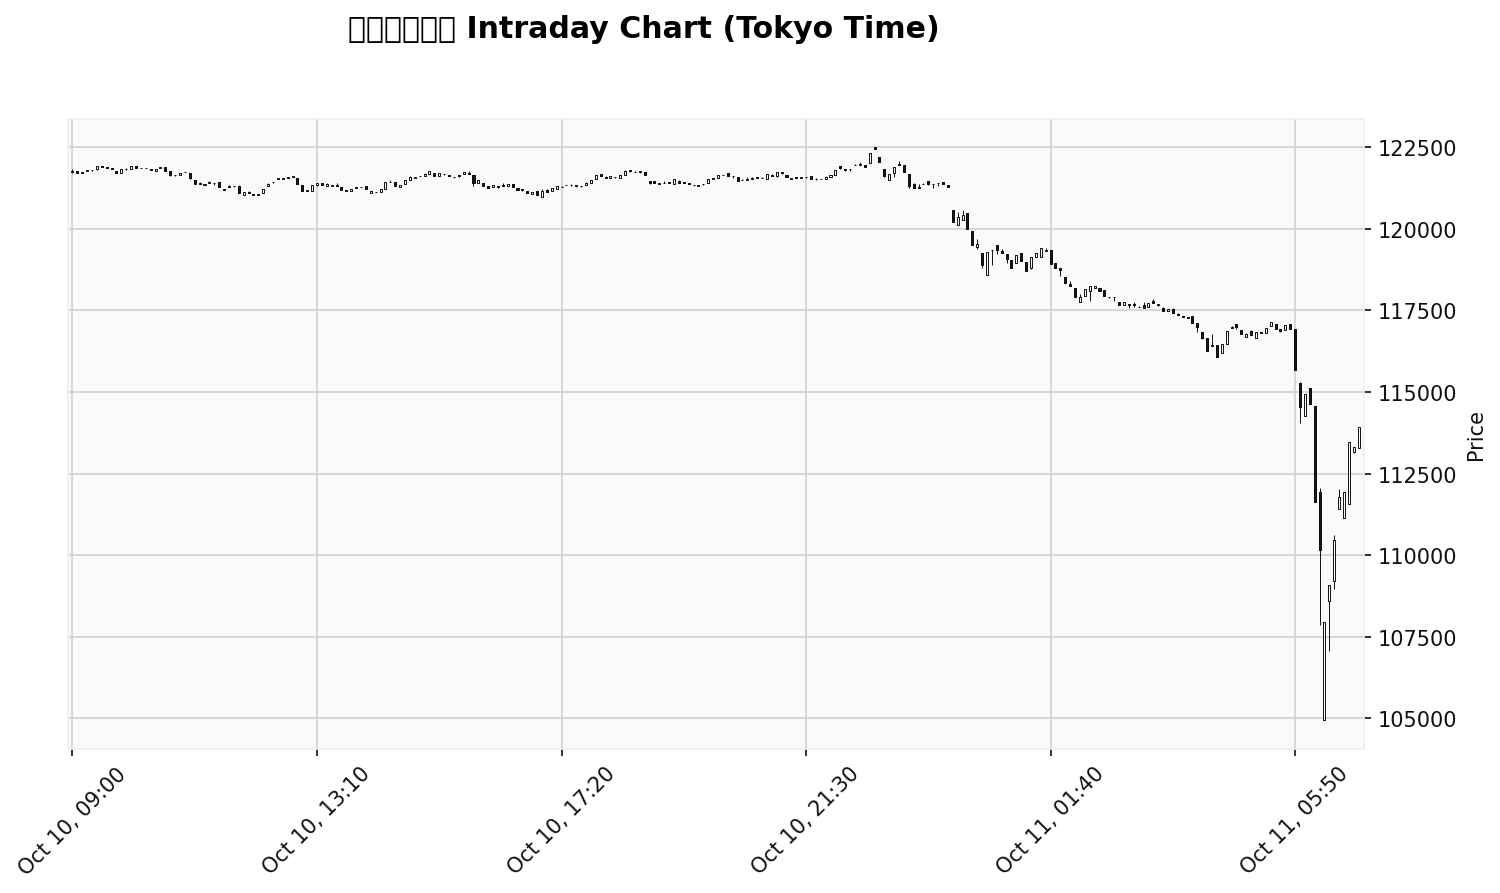 Intraday Chart (Tokyo Time)
122500
120000
117500
115000
112500
110000
107500
105000
Price
Oct 10, 09:00
Oct 10, 13:10
Oct 10, 17:20
Oct 10, 21:30
Oct 11, 01:40
Oct 11, 05:50